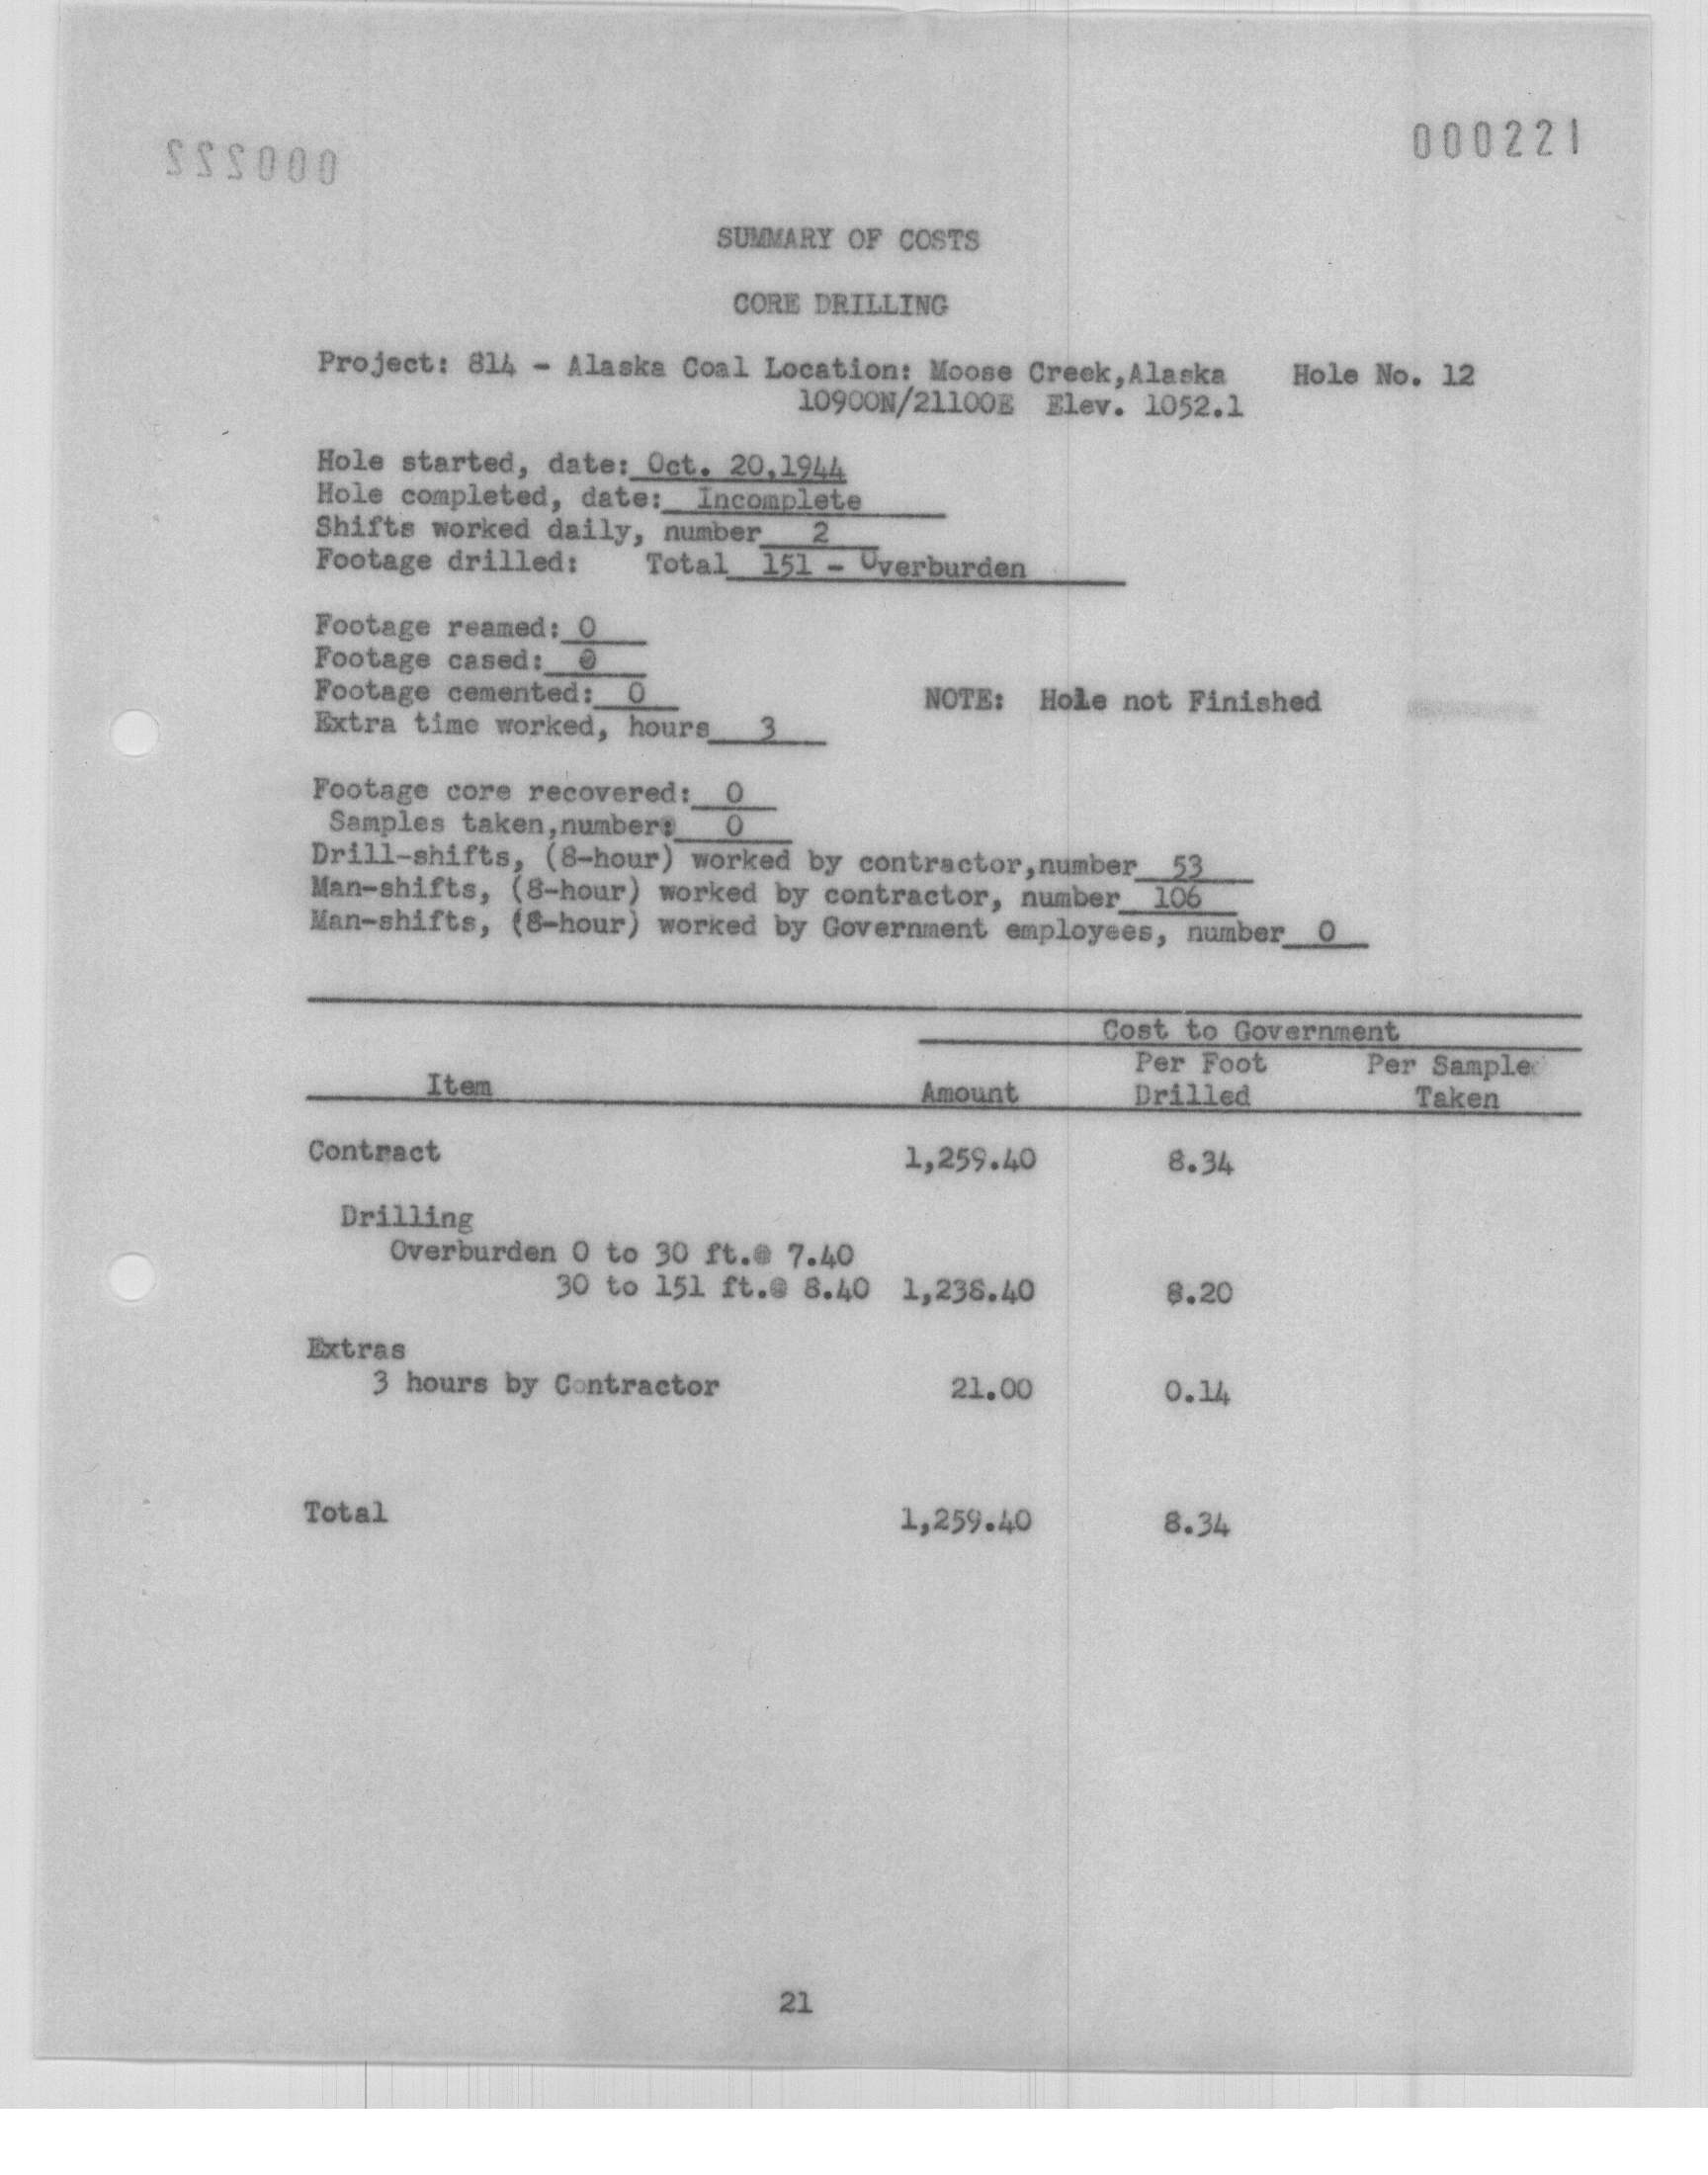 000221
SUMMARY OF COSTS
CORE DRILLING
Project: 814 - Alaska Coal Location: Moose Creek,Alaska Hole No. 12
10900N/21100E Elev. 1052.1
Hole started, date: Oct. 20,1944
Hole completed, date: Incomplete
Shifts worked daily, number 2
Footage drilled: Total 151 - Overburden
Footage reamed: 0
Footage cased: 0
Footage cemented: 0 NOTE: Hole not Finished
Extra time worked, hours 3
Footage core recovered: 0
Samples taken,number: 0
Drill-shifts, (8-hour) worked by contractor,number 53
Man-shifts, (8-hour) worked by contractor, number 106
Man-shifts, (8-hour) worked by Government employees, number 0
Cost to Government
Per Foot Per Sample
Item Amount Drilled Taken
Contract 1,259.40 8.34
Drilling
Overburden 0 to 30 ft.@ 7.40
30 to 151 ft.@ 8.40 1,238.40 8.20
Extras
3 hours by Contractor 21.00 0.14
Total 1,259.40 8.34
21